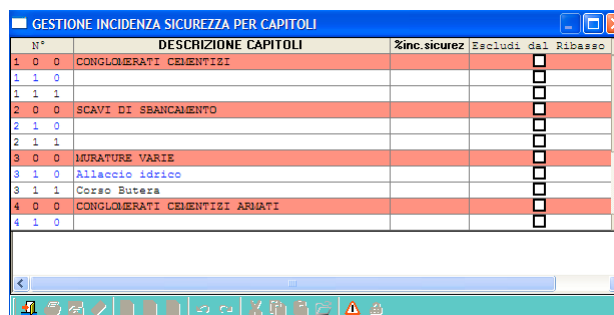 GESTIONE INCIDENZA SICUREZZA PER CAPITOLI
N° DESCRIZIONE CAPITOLI %inc.sicurez Escludi dal Ribasso
1 0 0 CONGLOMERATI CEMENTIZI
1 1 0
1 1 1
2 0 0 SCAVI DI SBANCAMENTO
2 1 0
2 1 1
3 0 0 MURATURE VARIE
3 1 0 Allaccio idrico
3 1 1 Corso Butera
4 0 0 CONGLOMERATI CEMENTIZI ARMATI
4 1 0